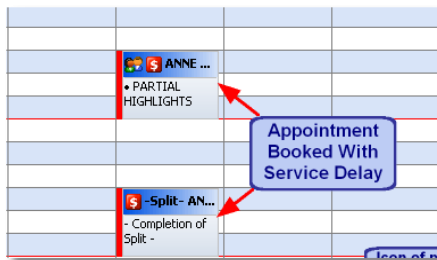 ANNE ...
• PARTIAL
HIGHLIGHTS
Appointment
Booked With
Service Delay
-Split- AN...
- Completion of
Split -
Icon of